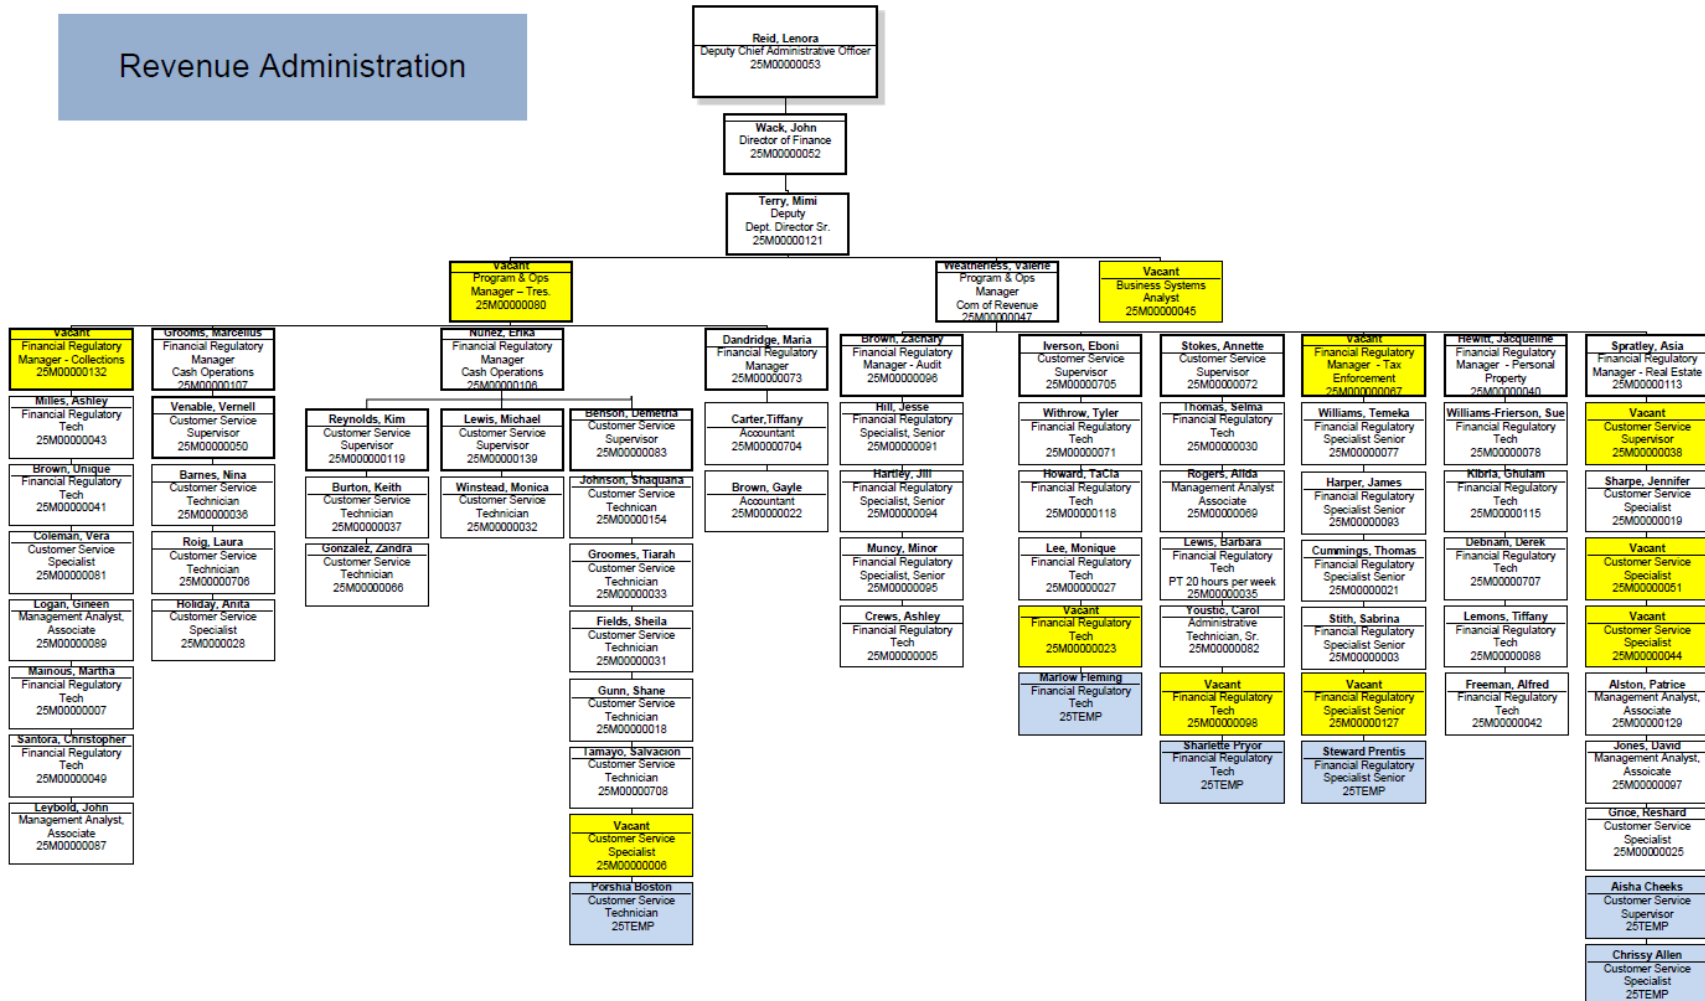 Revenue Administration
Reid, Lenora
Deputy Chief Administrative Officer
25M00000053
Wack, John
Director of Finance
25M00000052
Terry, Mimi
Deputy
Dept. Director Sr.
25M00000121
Vacant
Program & Ops
Manager – Tres.
25M00000080
Weatherless, Valerie
Program & Ops
Manager
Com of Revenue
25M00000047
Vacant
Business Systems
Analyst
25M00000045
Vacant
Financial Regulatory
Manager - Collections
25M00000132
Milles, Ashley
Financial Regulatory
Tech
25M00000043
Brown, Unique
Financial Regulatory
Tech
25M00000041
Coleman, Vera
Customer Service
Specialist
25M00000081
Logan, Gineen
Management Analyst,
Associate
25M00000089
Mainous, Martha
Financial Regulatory
Tech
25M00000007
Santora, Christopher
Financial Regulatory
Tech
25M00000049
Leybold, John
Management Analyst,
Associate
25M00000087
Grooms, Marcellus
Financial Regulatory
Manager
Cash Operations
25M00000107
Venable, Vernell
Customer Service
Supervisor
25M00000050
Barnes, Nina
Customer Service
Technician
25M00000036
Roig, Laura
Customer Service
Technician
25M00000706
Holiday, Anita
Customer Service
Specialist
25M0000028
Nunez, Erika
Financial Regulatory
Manager
Cash Operations
25M00000106
Reynolds, Kim
Customer Service
Supervisor
25M00000119
Burton, Keith
Customer Service
Technician
25M00000037
Gonzalez, Zandra
Customer Service
Technician
25M00000066
Lewis, Michael
Customer Service
Supervisor
25M00000139
Winstead, Monica
Customer Service
Technician
25M00000032
Benson, Demetria
Customer Service
Supervisor
25M00000083
Johnson, Shaquana
Customer Service
Technican
25M00000154
Groomes, Tiarah
Customer Service
Technician
25M00000033
Fields, Sheila
Customer Service
Technician
25M00000031
Gunn, Shane
Customer Service
Technician
25M00000018
Tamayo, Salvacion
Customer Service
Technician
25M00000708
Vacant
Customer Service
Specialist
25M00000006
Porshia Boston
Customer Service
Technician
25TEMP
Dandridge, Maria
Financial Regulatory
Manager
25M00000073
Carter,Tiffany
Accountant
25M00000704
Brown, Gayle
Accountant
25M00000022
Brown, Zachary
Financial Regulatory
Manager - Audit
25M00000096
Hill, Jesse
Financial Regulatory
Specialist, Senior
25M00000091
Hartley, Jill
Financial Regulatory
Specialist, Senior
25M00000094
Muncy, Minor
Financial Regulatory
Specialist, Senior
25M00000095
Crews, Ashley
Financial Regulatory
Tech
25M00000005
Iverson, Eboni
Customer Service
Supervisor
25M00000705
Withrow, Tyler
Financial Regulatory
Tech
25M00000071
Howard, TaCla
Financial Regulatory
Tech
25M00000118
Lee, Monique
Financial Regulatory
Tech
25M00000027
Vacant
Financial Regulatory
Tech
25M00000023
Marlow Fleming
Financial Regulatory
Tech
25TEMP
Stokes, Annette
Customer Service
Supervisor
25M00000072
Thomas, Selma
Financial Regulatory
Tech
25M00000030
Rogers, Alida
Management Analyst
Associate
25M00000069
Lewis, Barbara
Financial Regulatory
Tech
PT 20 hours per week
25M00000035
Youstic, Carol
Administrative
Technician, Sr.
25M00000082
Vacant
Financial Regulatory
Tech
25M00000098
Sharlette Pryor
Financial Regulatory
Tech
25TEMP
Vacant
Financial Regulatory
Manager - Tax
Enforcement
25M00000067
Williams, Temeka
Financial Regulatory
Specialist Senior
25M00000077
Harper, James
Financial Regulatory
Specialist Senior
25M00000093
Cummings, Thomas
Financial Regulatory
Specialist Senior
25M00000021
Stith, Sabrina
Financial Regulatory
Specialist Senior
25M00000003
Vacant
Financial Regulatory
Specialist Senior
25M00000127
Steward Prentis
Financial Regulatory
Specialist Senior
25TEMP
Hewitt, Jacqueline
Financial Regulatory
Manager - Personal
Property
25M00000040
Williams-Frierson, Sue
Financial Regulatory
Tech
25M00000078
Kibria, Ghulam
Financial Regulatory
Tech
25M00000115
Debnam, Derek
Financial Regulatory
Tech
25M00000707
Lemons, Tiffany
Financial Regulatory
Tech
25M00000088
Freeman, Alfred
Financial Regulatory
Tech
25M00000042
Spratley, Asia
Financial Regulatory
Manager - Real Estate
25M00000113
Vacant
Customer Service
Supervisor
25M00000038
Sharpe, Jennifer
Customer Service
Specialist
25M00000019
Vacant
Customer Service
Specialist
25M00000051
Vacant
Customer Service
Specialist
25M00000044
Alston, Patrice
Management Analyst,
Associate
25M00000129
Jones, David
Management Analyst,
Assoicate
25M00000097
Grice, Reshard
Customer Service
Specialist
25M00000025
Aisha Cheeks
Customer Service
Supervisor
25TEMP
Chrissy Allen
Customer Service
Specialist
25TEMP